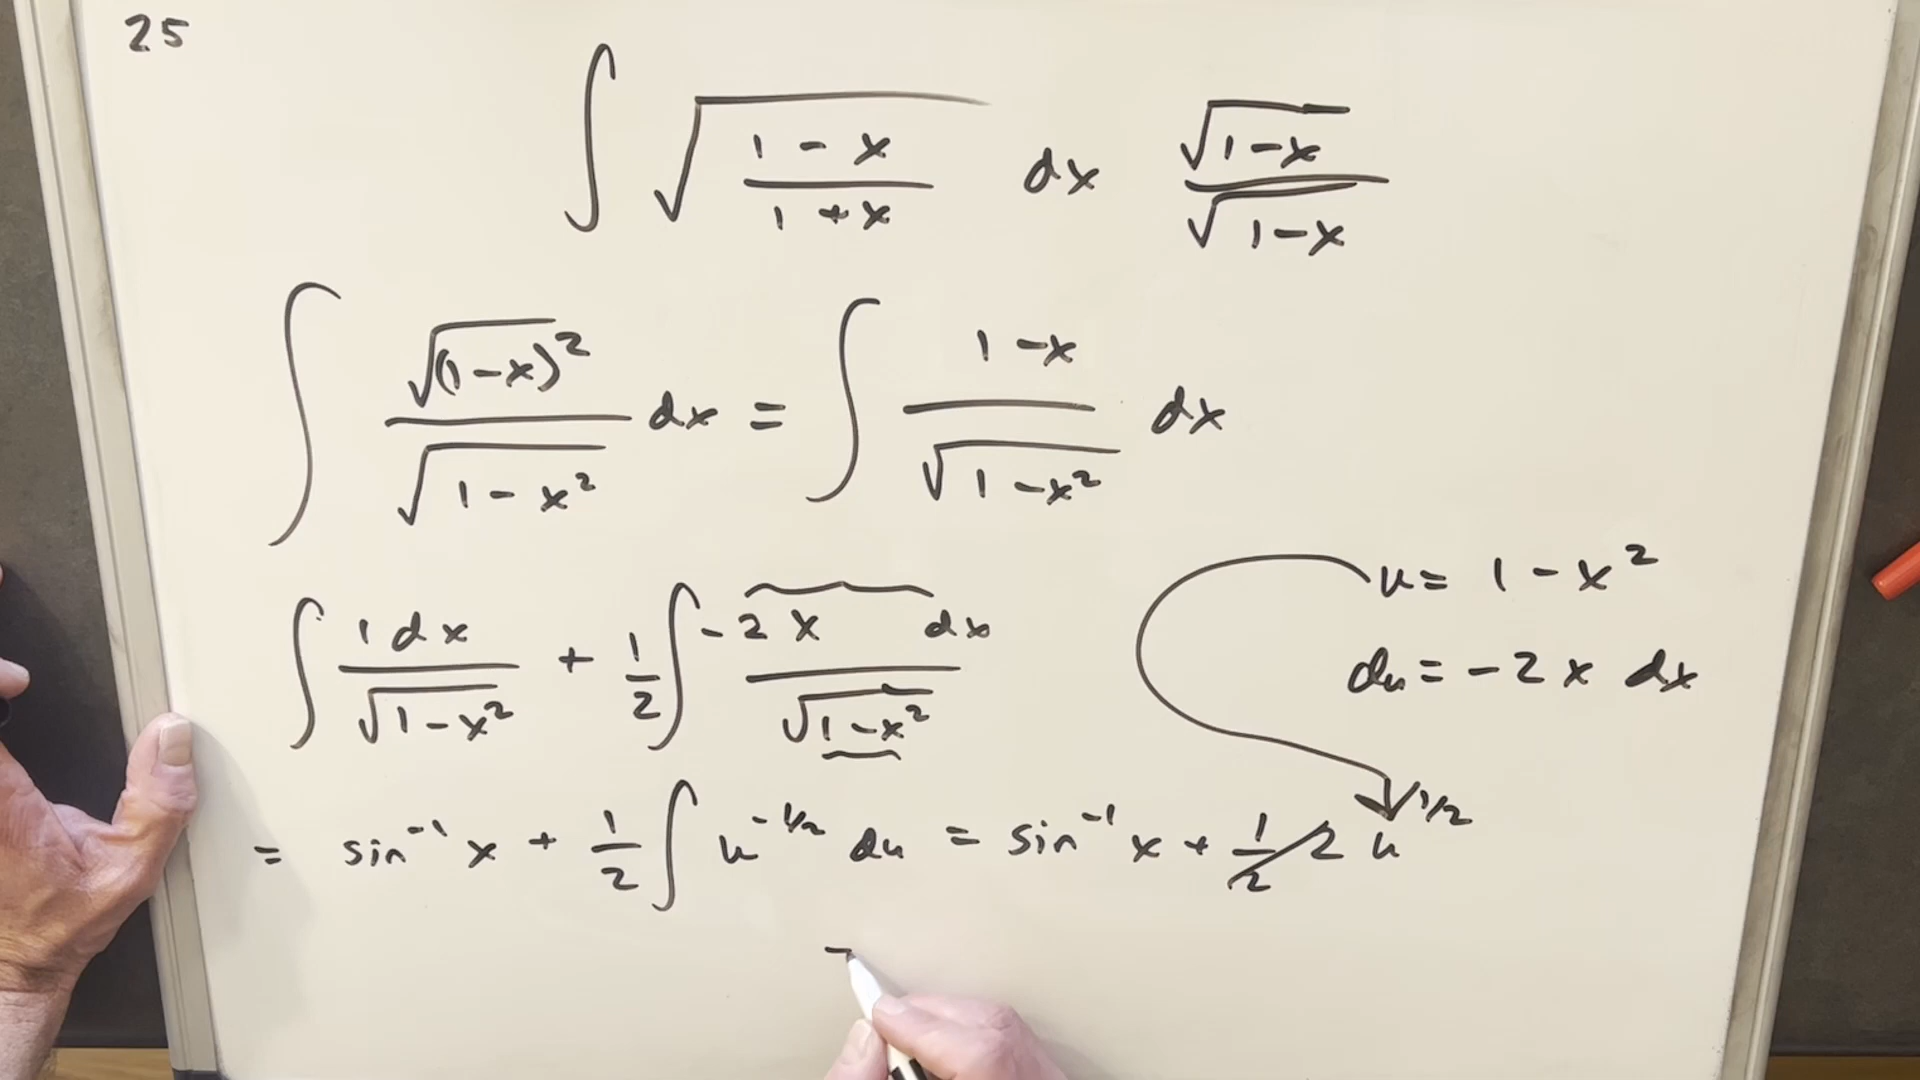 25
∫ √((1 - x)/(1 + x)) dx √(1-x)/√(1-x)
∫ √((1-x)²)/√(1-x²) dx = ∫ (1-x)/√(1-x²) dx
u = 1 - x²
∫ 1 dx/√(1-x²) + 1/2 ∫ -2x dx/√(1-x²)
du = -2x dx
= sin⁻¹ x + 1/2 ∫ u^(-1/2) du = sin⁻¹ x + 1/2 2 u^(1/2)